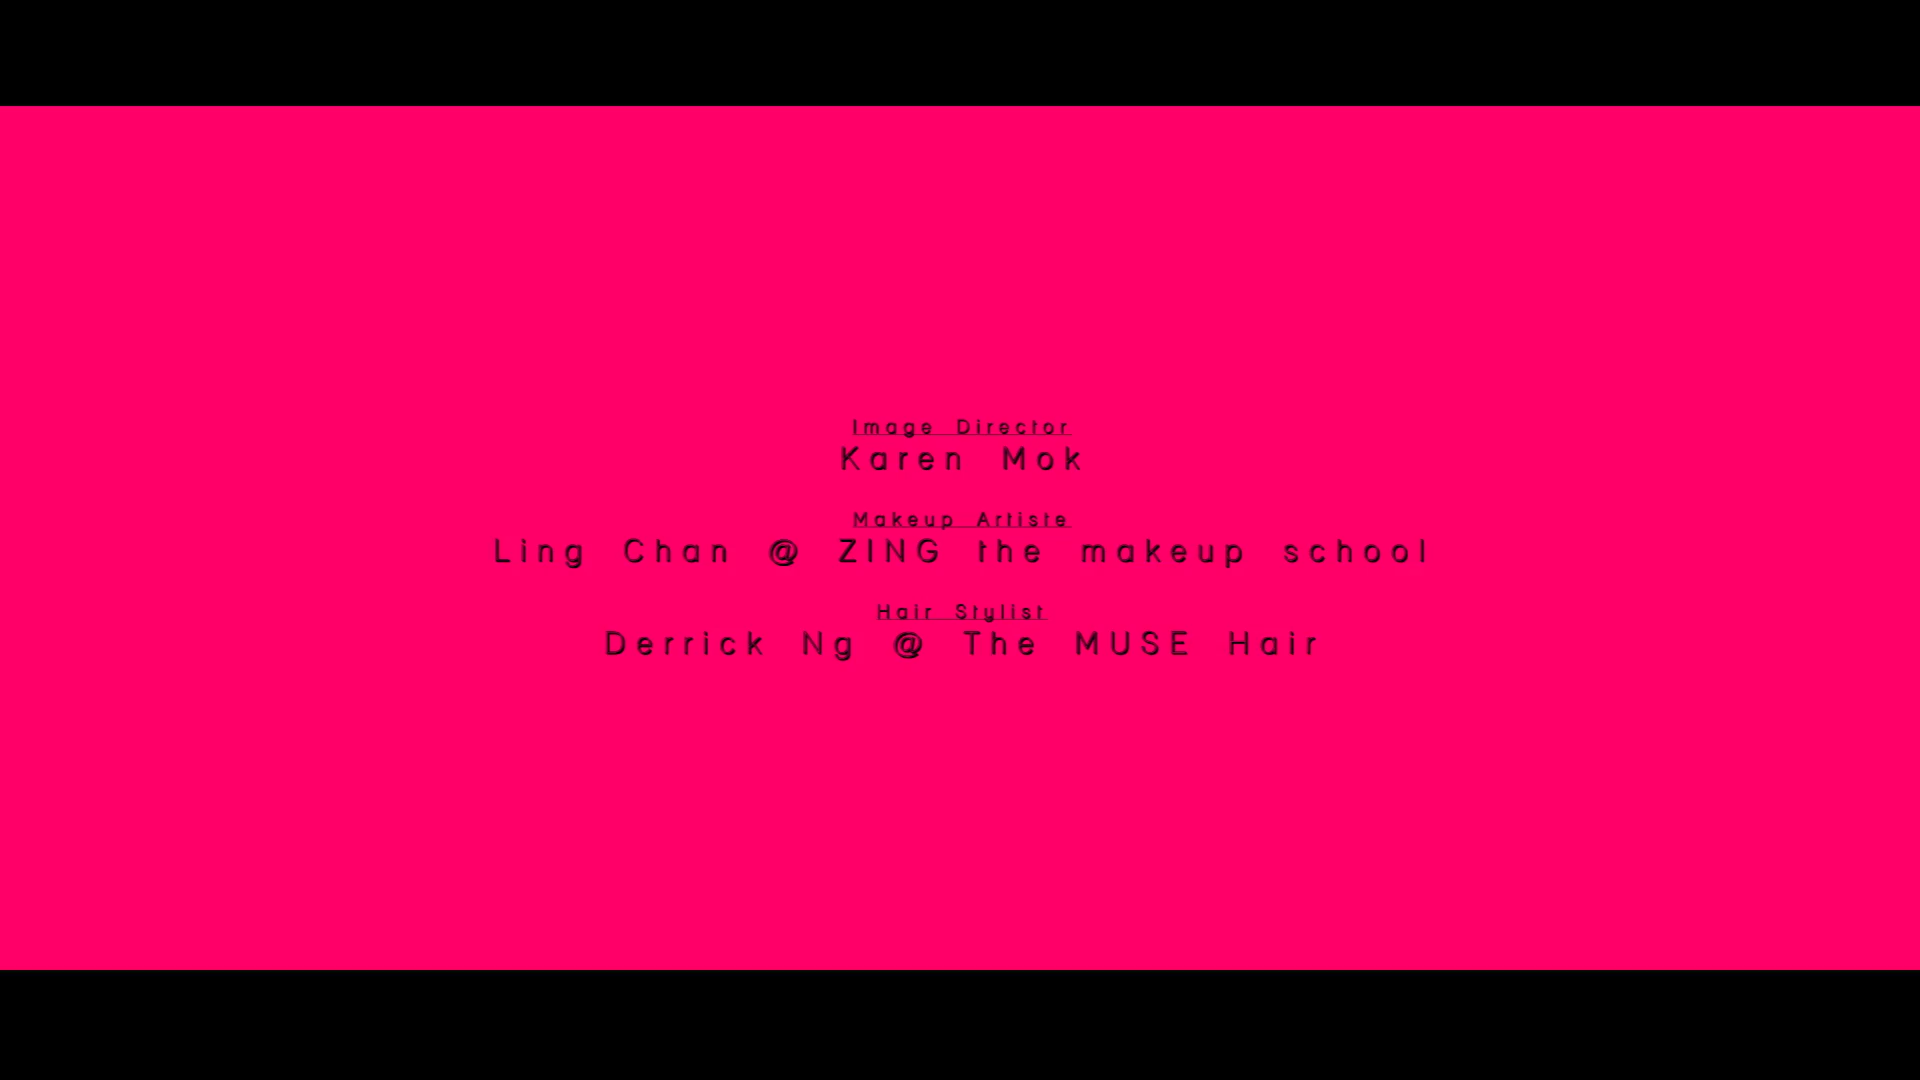 Image Director
Karen Mok
Makeup Artiste
Ling Chan @ ZING the makeup school
Hair Stylist
Derrick Ng @ The MUSE Hair